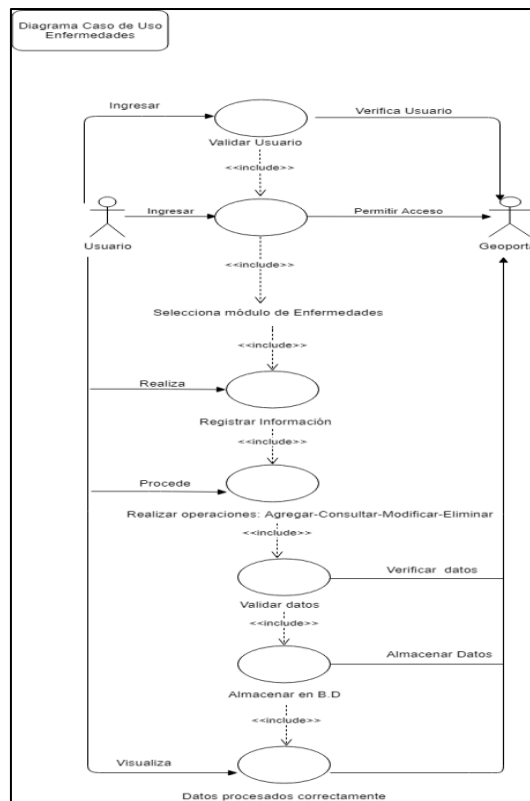 Diagrama Caso de Uso
Enfermedades
Ingresar
Verifica Usuario
Validar Usuario
<<include>>
Ingresar
Permitir Acceso
Usuario
Geoporta
<<include>>
Selecciona módulo de Enfermedades
<<include>>
Realiza
Registrar Información
<<include>>
Procede
Realizar operaciones: Agregar-Consultar-Modificar-Eliminar
<<include>>
Verificar datos
Validar datos
<<include>>
Almacenar Datos
Almacenar en B.D
<<include>>
Visualiza
Datos procesados correctamente